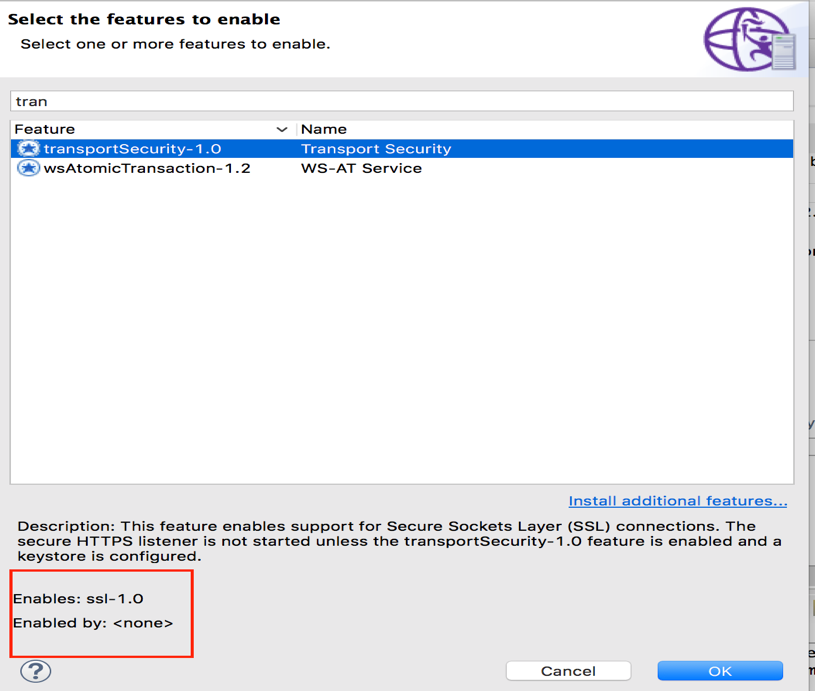 Select the features to enable
Select one or more features to enable.
tran
Feature Name
transportSecurity-1.0 Transport Security
wsAtomicTransaction-1.2 WS-AT Service
Install additional features...
Description: This feature enables support for Secure Sockets Layer (SSL) connections. The
secure HTTPS listener is not started unless the transportSecurity-1.0 feature is enabled and a
keystore is configured.
Enables: ssl-1.0
Enabled by: <none>
? Cancel OK